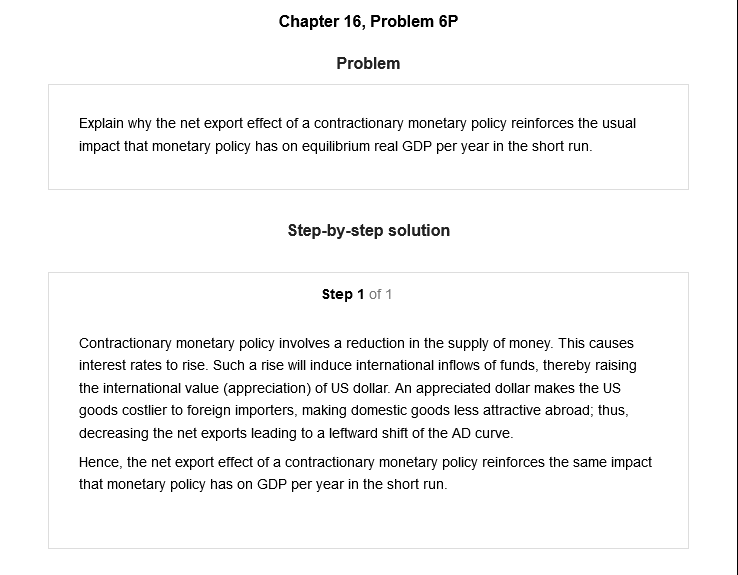 Chapter 16, Problem 6P
Problem
Explain why the net export effect of a contractionary monetary policy reinforces the usual
impact that monetary policy has on equilibrium real GDP per year in the short run.
Step-by-step solution
Step 1 of 1
Contractionary monetary policy involves a reduction in the supply of money. This causes
interest rates to rise. Such a rise will induce international inflows of funds, thereby raising
the international value (appreciation) of US dollar. An appreciated dollar makes the US
goods costlier to foreign importers, making domestic goods less attractive abroad; thus,
decreasing the net exports leading to a leftward shift of the AD curve.
Hence, the net export effect of a contractionary monetary policy reinforces the same impact
that monetary policy has on GDP per year in the short run.